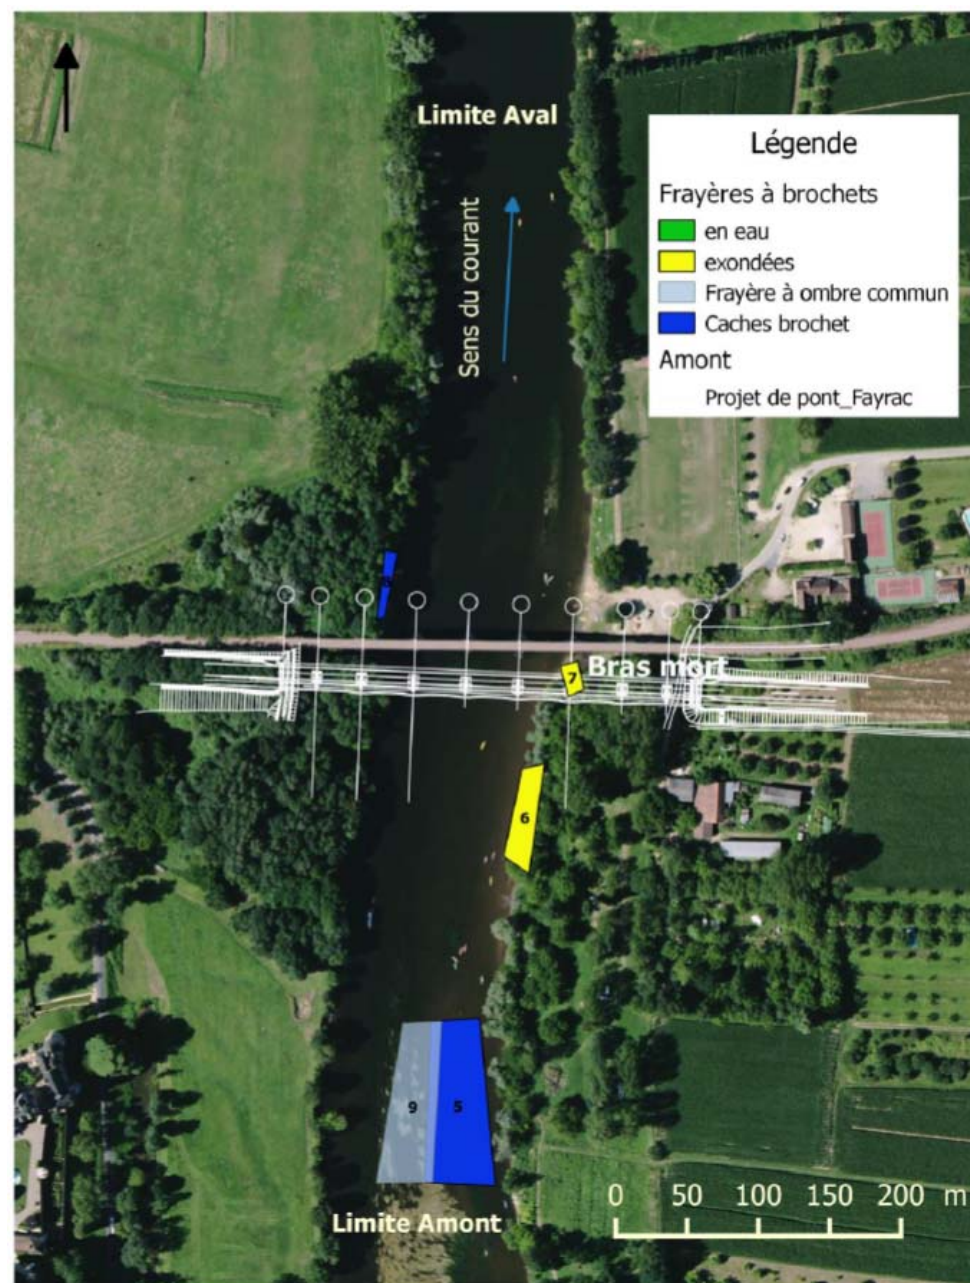 Limite Aval
Sens du courant
Légende
Frayères à brochets
en eau
exondées
Frayère à ombre commun
Caches brochet
Amont
Projet de pont_Fayrac
Bras mort
7
6
9
5
0 50 100 150 200 m
Limite Amont